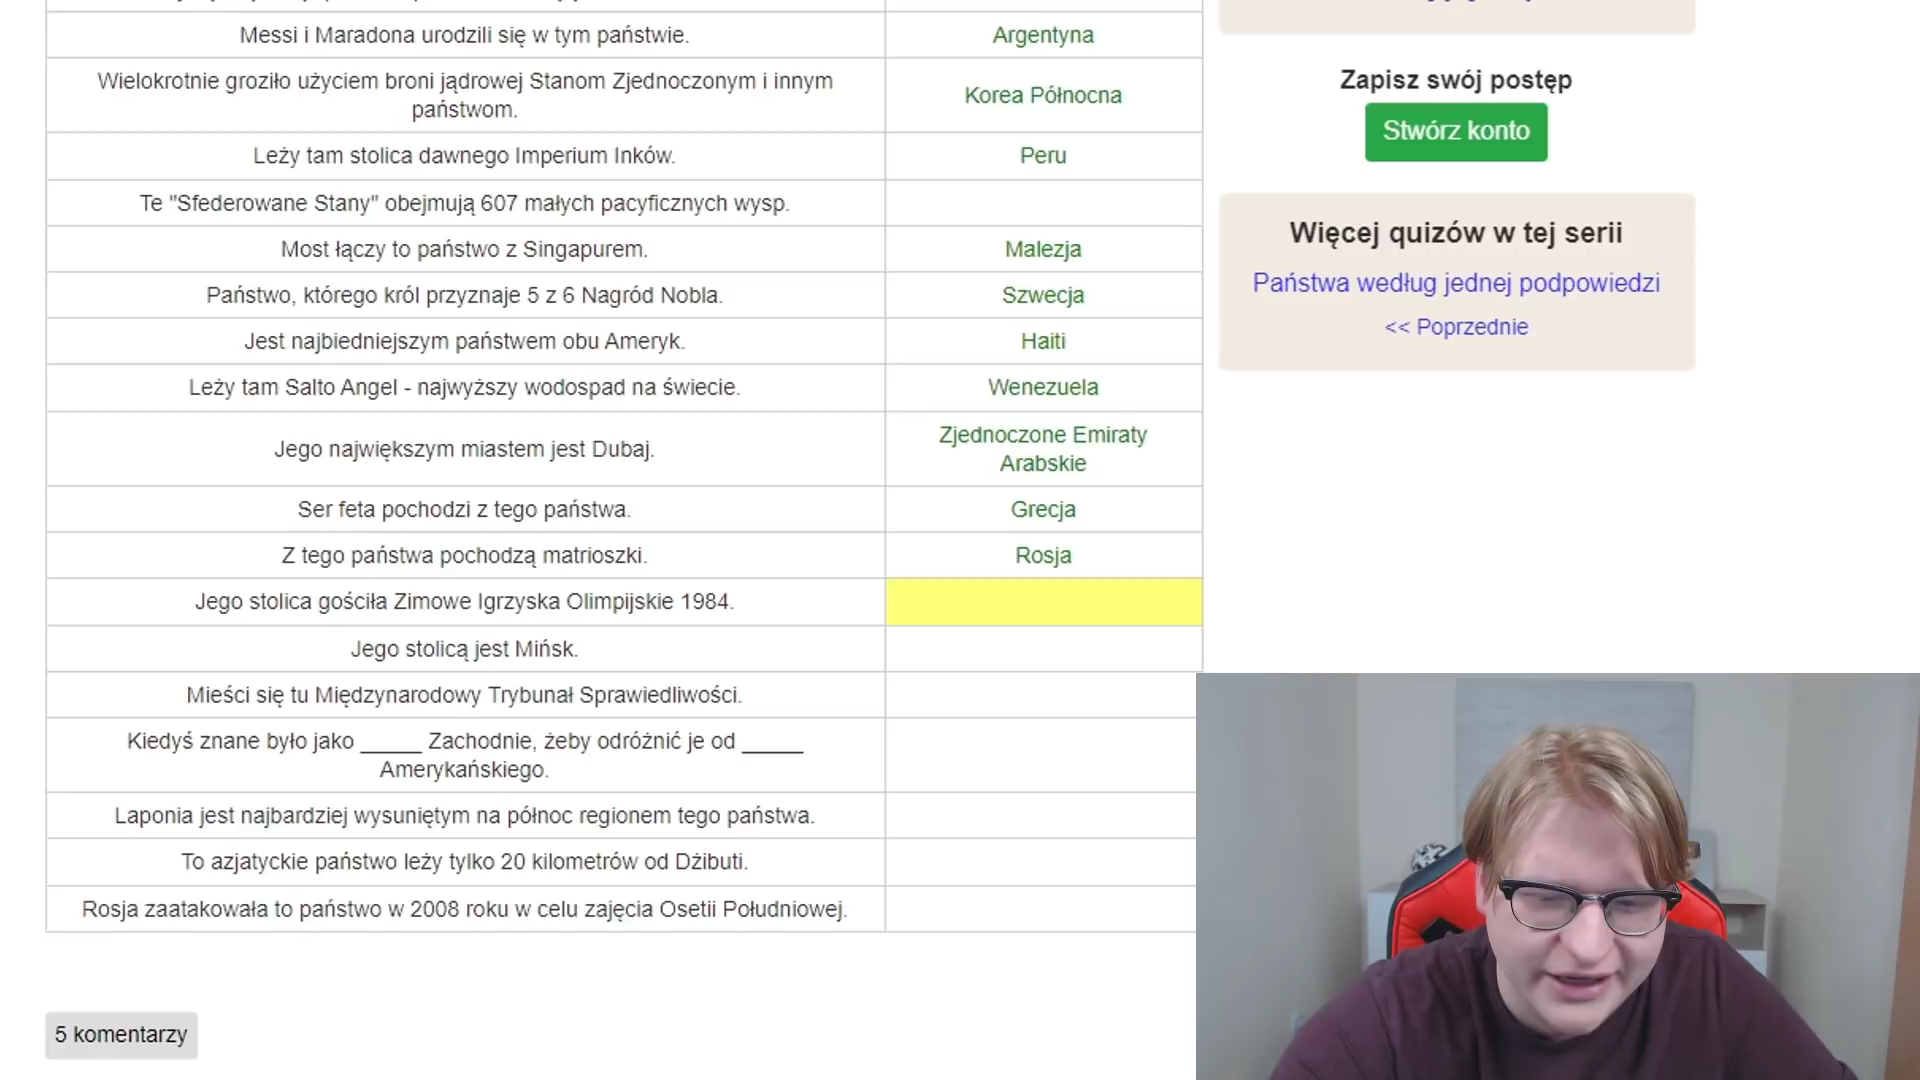 Messi i Maradona urodzili się w tym państwie.
Argentyna
Wielokrotnie groziło użyciem broni jądrowej Stanom Zjednoczonym i innym
państwom.
Korea Północna
Leży tam stolica dawnego Imperium Inków.
Peru
Te "Sfederowane Stany" obejmują 607 małych pacyficznych wysp.
Most łączy to państwo z Singapurem.
Malezja
Państwo, którego król przyznaje 5 z 6 Nagród Nobla.
Szwecja
Jest najbiedniejszym państwem obu Ameryk.
Haiti
Leży tam Salto Angel - najwyższy wodospad na świecie.
Wenezuela
Jego największym miastem jest Dubaj.
Zjednoczone Emiraty
Arabskie
Ser feta pochodzi z tego państwa.
Grecja
Z tego państwa pochodzą matrioszki.
Rosja
Jego stolica gościła Zimowe Igrzyska Olimpijskie 1984.
Jego stolicą jest Mińsk.
Mieści się tu Międzynarodowy Trybunał Sprawiedliwości.
Kiedyś znane było jako _____ Zachodnie, żeby odróżnić je od _____
Amerykańskiego.
Laponia jest najbardziej wysuniętym na północ regionem tego państwa.
To azjatyckie państwo leży tylko 20 kilometrów od Dżibuti.
Rosja zaatakowała to państwo w 2008 roku w celu zajęcia Osetii Południowej.
5 komentarzy
Zapisz swój postęp
Stwórz konto
Więcej quizów w tej serii
Państwa według jednej podpowiedzi
<< Poprzednie